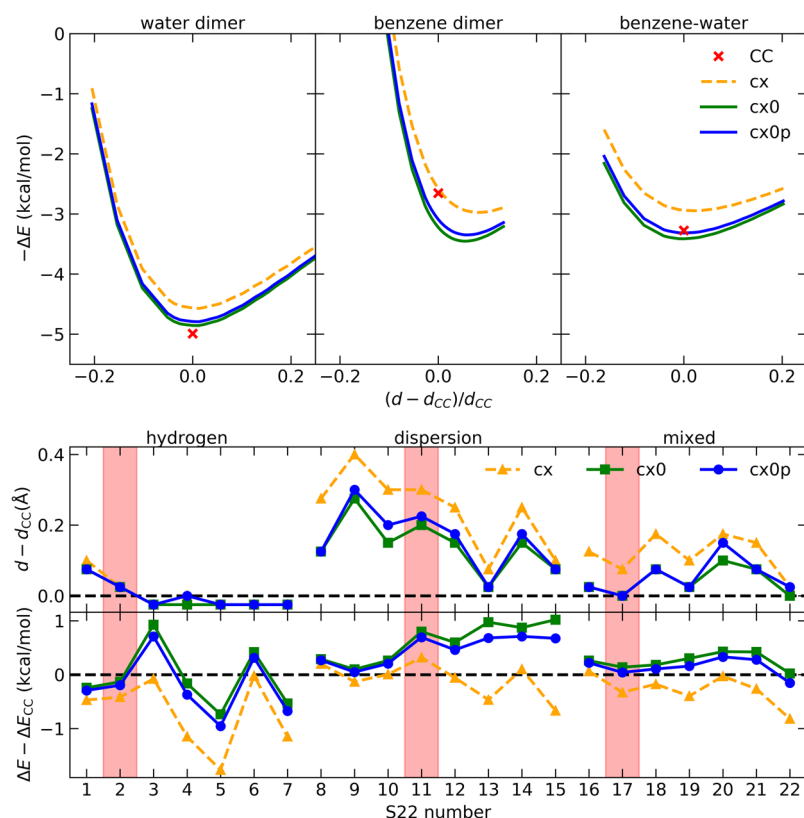 water dimer benzene dimer benzene-water
0
−1
−2
−3
−4
−5
−ΔE (kcal/mol)
CC
cx
cx0
cx0p
−0.2 0.0 0.2 −0.2 0.0 0.2 −0.2 0.0 0.2
(d − d_CC)/d_CC
hydrogen dispersion mixed
cx cx0 cx0p
0.4
0.2
0.0
d − d_CC(Å)
1
0
−1
ΔE − ΔE_CC (kcal/mol)
1 2 3 4 5 6 7 8 9 10 11 12 13 14 15 16 17 18 19 20 21 22
S22 number